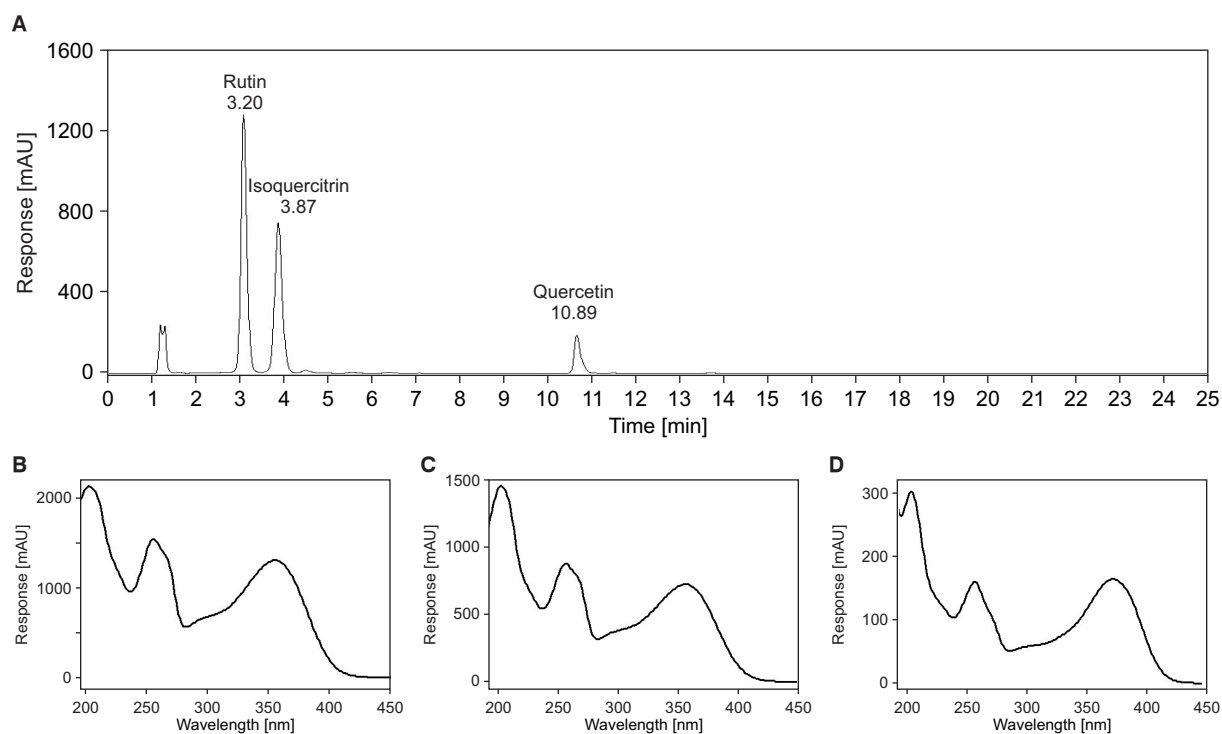 A
1600
1200
800
400
0
Response [mAU]
Rutin
3.20
Isoquercitrin
3.87
Quercetin
10.89
0 1 2 3 4 5 6 7 8 9 10 11 12 13 14 15 16 17 18 19 20 21 22 23 24 25
Time [min]
B
2000
1000
0
Response [mAU]
200 250 300 350 400 450
Wavelength [nm]
C
1500
1000
500
0
Response [mAU]
200 250 300 350 400 450
Wavelength [nm]
D
300
200
100
0
Response [mAU]
200 250 300 350 400 450
Wavelength [nm]